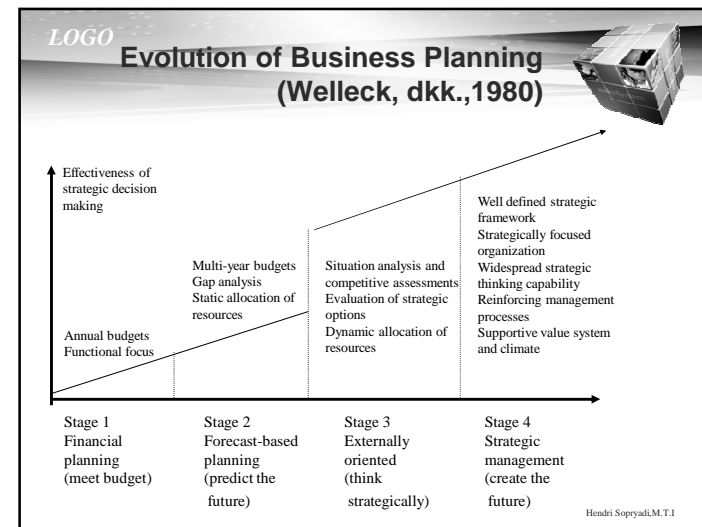 LOGO
Evolution of Business Planning
(Welleck, dkk.,1980)
Effectiveness of
strategic decision
making
Annual budgets
Functional focus
Multi-year budgets
Gap analysis
Static allocation of
resources
Situation analysis and
competitive assessments
Evaluation of strategic
options
Dynamic allocation of
resources
Well defined strategic
framework
Strategically focused
organization
Widespread strategic
thinking capability
Reinforcing management
processes
Supportive value system
and climate
Stage 1
Financial
planning
(meet budget)
Stage 2
Forecast-based
planning
(predict the
future)
Stage 3
Externally
oriented
(think
strategically)
Stage 4
Strategic
management
(create the
future)
Hendri Sopryadi,M.T.I